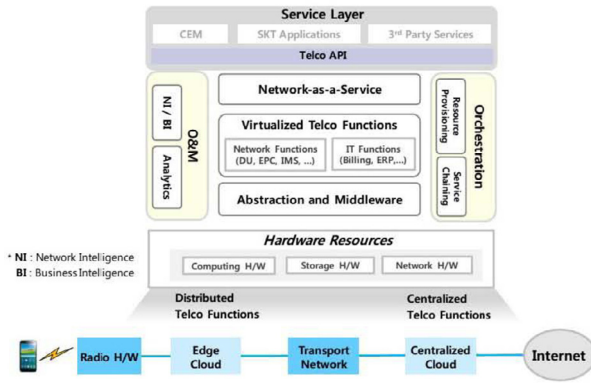 Service Layer
CEM
SKT Applications
3rd Party Services
Telco API
NI / BI
Analytics
O&M
Network-as-a-Service
Virtualized Telco Functions
Network Functions
(DU, EPC, IMS, ...)
IT Functions
(Billing, ERP,...)
Abstraction and Middleware
Resource
Provisioning
Service
Chaining
Orchestration
Hardware Resources
Computing H/W
Storage H/W
Network H/W
* NI : Network Intelligence
BI : Business Intelligence
Distributed
Telco Functions
Centralized
Telco Functions
Radio H/W
Edge
Cloud
Transport
Network
Centralized
Cloud
Internet